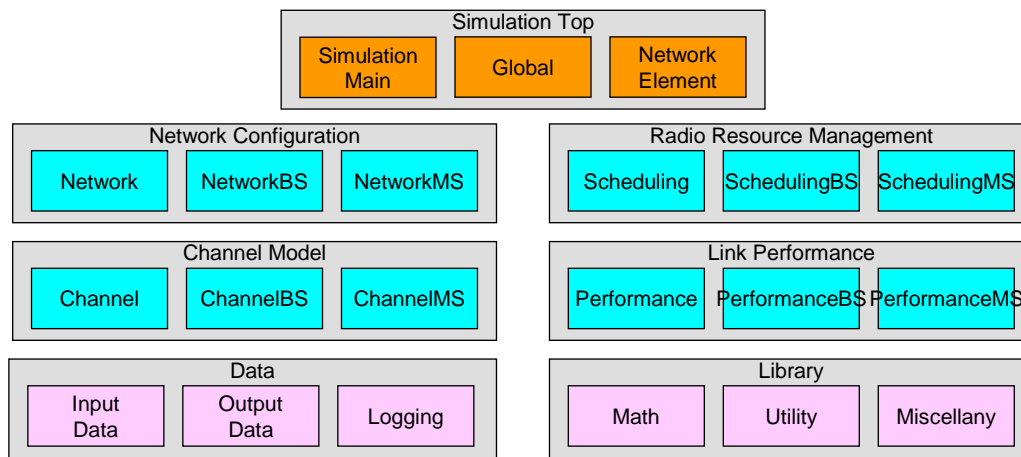 Simulation Top
Simulation
Main
Global
Network
Element
Network Configuration
Network
NetworkBS
NetworkMS
Radio Resource Management
Scheduling
SchedulingBS
SchedulingMS
Channel Model
Channel
ChannelBS
ChannelMS
Link Performance
Performance
PerformanceBS
PerformanceMS
Data
Input
Data
Output
Data
Logging
Library
Math
Utility
Miscellany